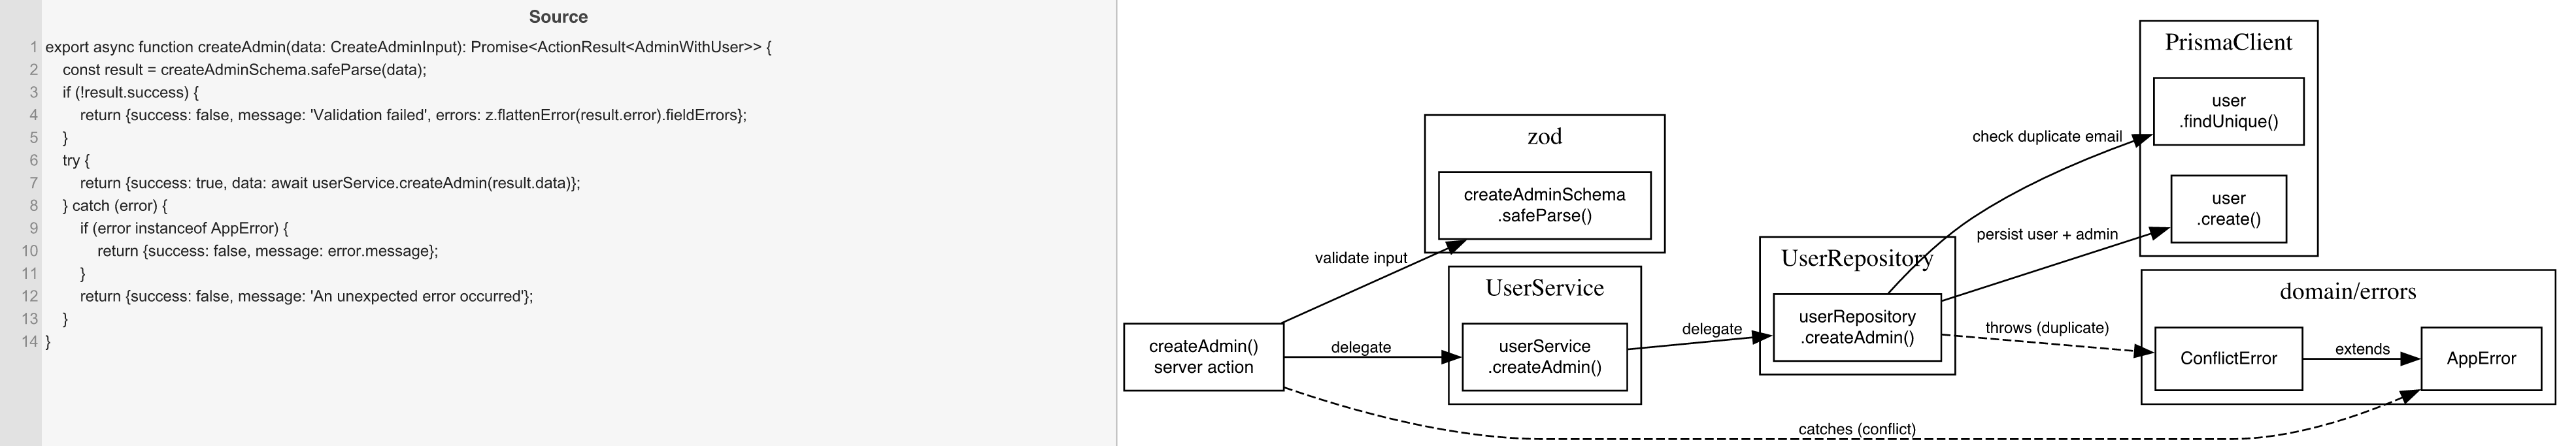 Source
1 export async function createAdmin(data: CreateAdminInput): Promise<ActionResult<AdminWithUser>> {
2 const result = createAdminSchema.safeParse(data);
3 if (!result.success) {
4 return {success: false, message: 'Validation failed', errors: z.flattenError(result.error).fieldErrors};
5 }
6 try {
7 return {success: true, data: await userService.createAdmin(result.data)};
8 } catch (error) {
9 if (error instanceof AppError) {
10 return {success: false, message: error.message};
11 }
12 return {success: false, message: 'An unexpected error occurred'};
13 }
14 }
createAdmin()
server action
validate input
delegate
zod
createAdminSchema
.safeParse()
UserService
userService
.createAdmin()
delegate
UserRepository
userRepository
.createAdmin()
check duplicate email
persist user + admin
throws (duplicate)
catches (conflict)
PrismaClient
user
.findUnique()
user
.create()
domain/errors
ConflictError
extends
AppError